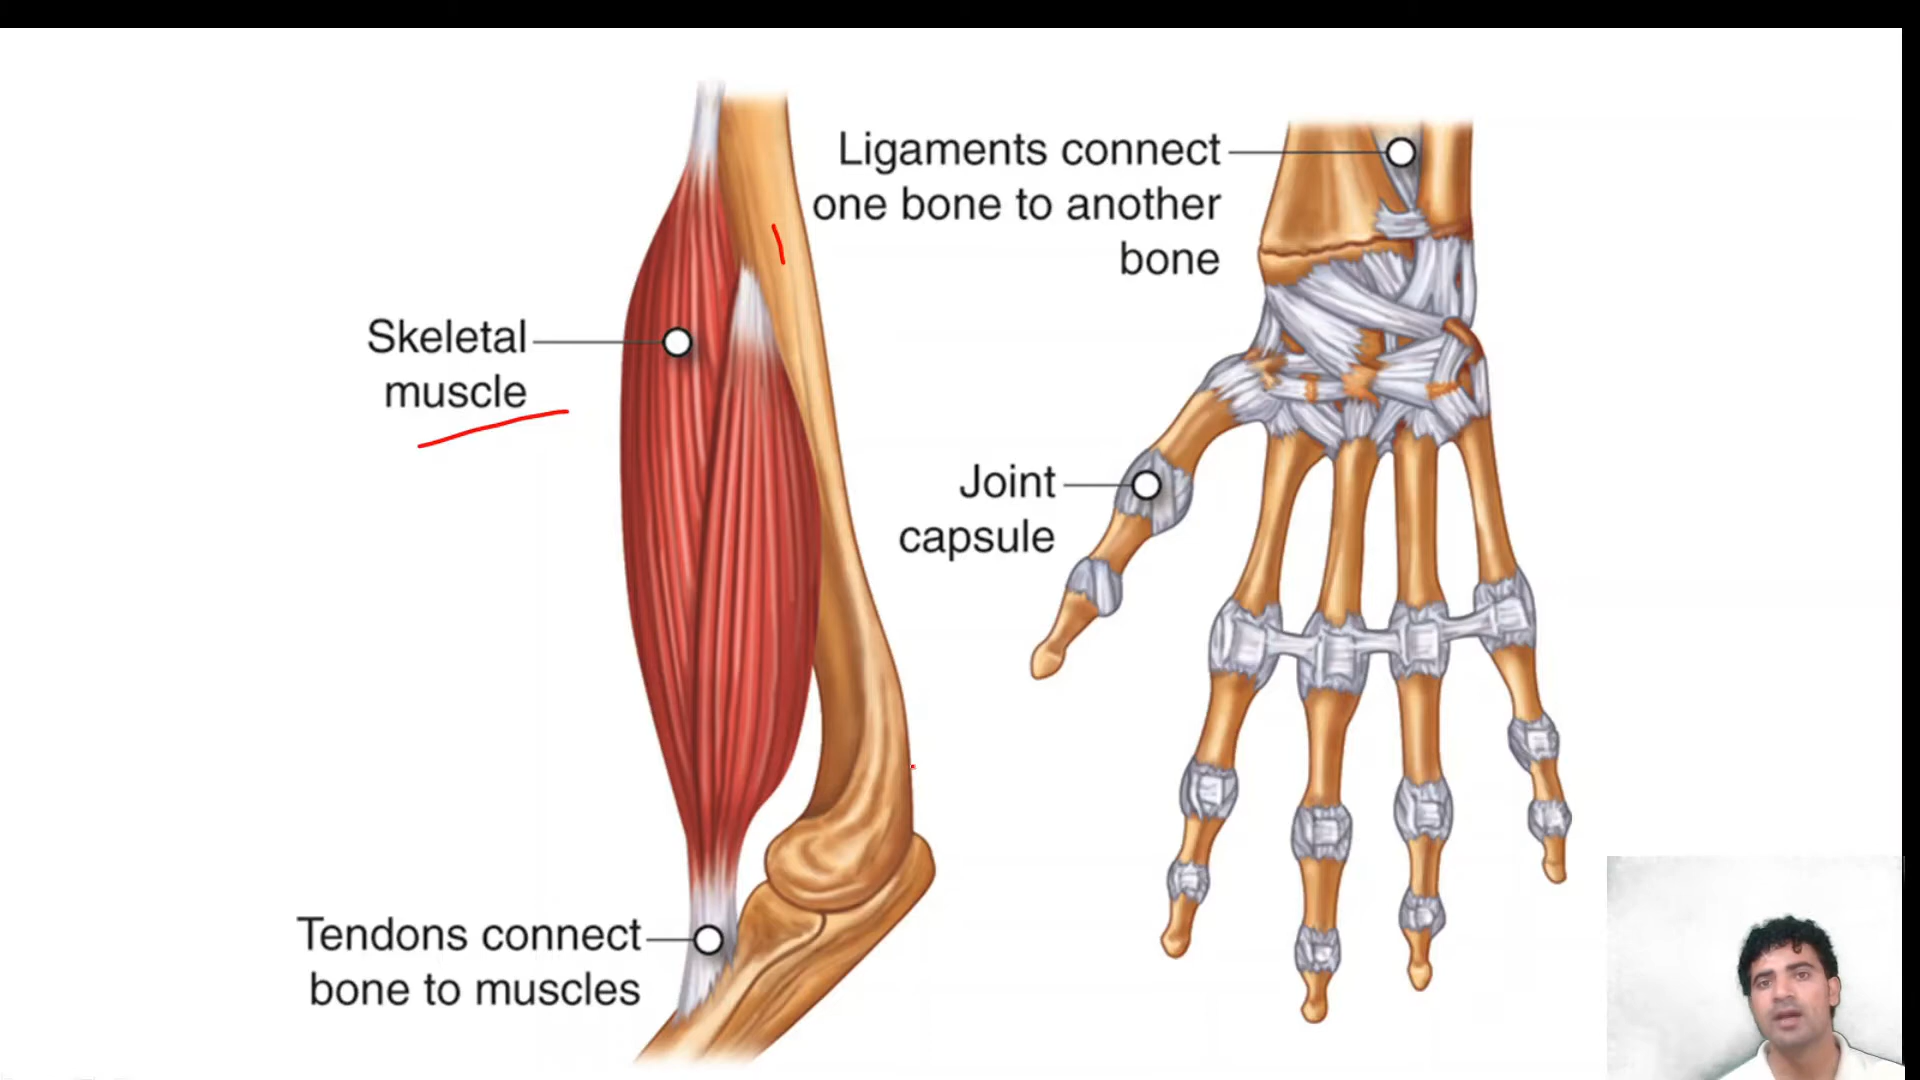 Ligaments connect
one bone to another
bone
Skeletal
muscle
Joint
capsule
Tendons connect
bone to muscles